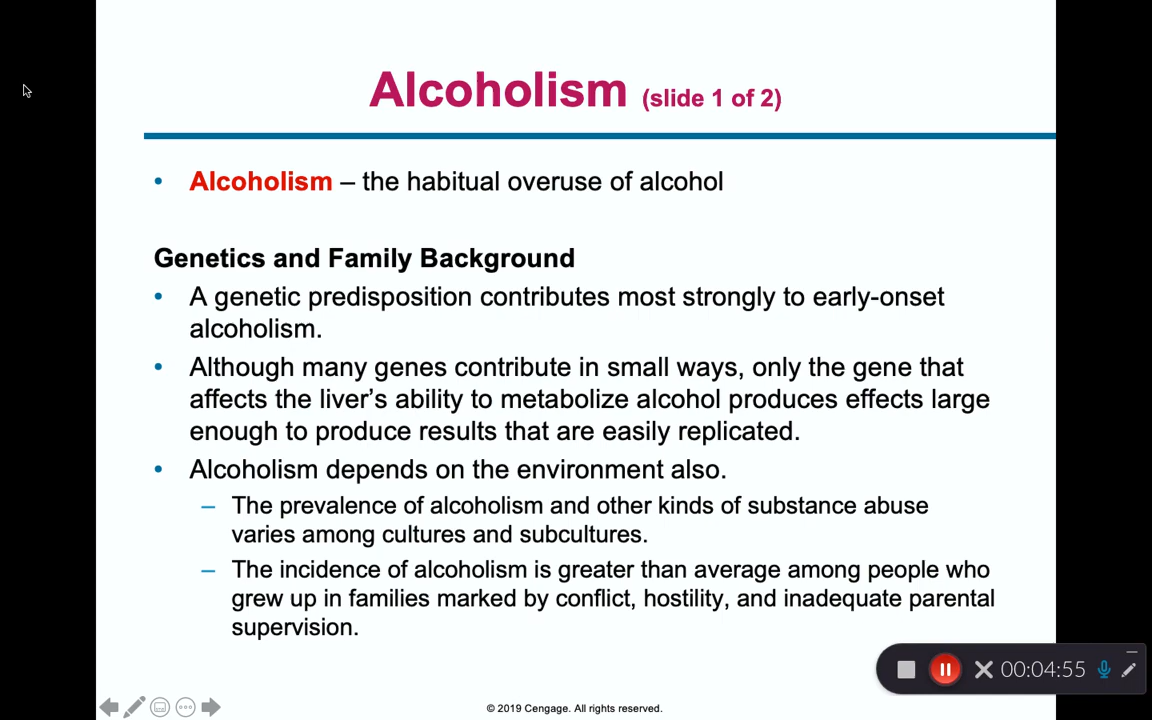 Alcoholism (slide 1 of 2)
• Alcoholism – the habitual overuse of alcohol
Genetics and Family Background
• A genetic predisposition contributes most strongly to early-onset
alcoholism.
• Although many genes contribute in small ways, only the gene that
affects the liver’s ability to metabolize alcohol produces effects large
enough to produce results that are easily replicated.
• Alcoholism depends on the environment also.
– The prevalence of alcoholism and other kinds of substance abuse
varies among cultures and subcultures.
– The incidence of alcoholism is greater than average among people who
grew up in families marked by conflict, hostility, and inadequate parental
supervision.
00:04:55
© 2019 Cengage. All rights reserved.